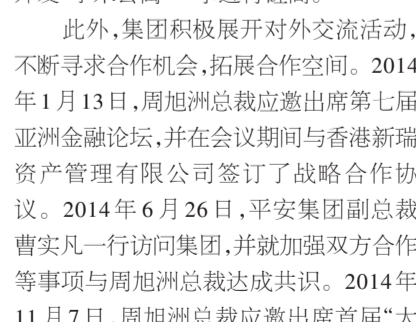 此外,集团积极展开对外交流活动,
不断寻求合作机会,拓展合作空间。2014
年1月13日,周旭洲总裁应邀出席第七届
亚洲金融论坛,并在会议期间与香港新瑞
资产管理有限公司签订了战略合作协
议。2014年6月26日,平安集团副总裁
曹实凡一行访问集团,并就加强双方合作
等事项与周旭洲总裁达成共识。2014年
11月7日,周旭洲总裁应邀出席首届“大